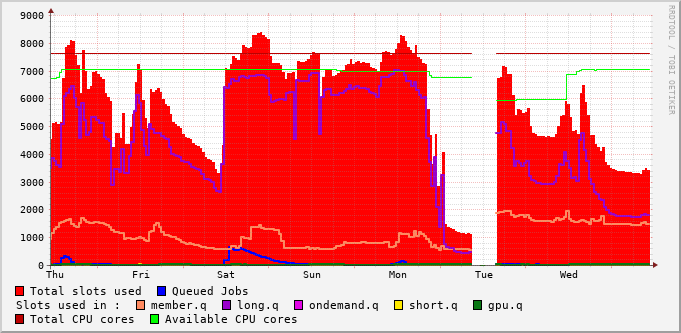 9000
8000
7000
6000
5000
4000
3000
2000
1000
0
Thu Fri Sat Sun Mon Tue Wed
RRDTOOL / TOBI OETIKER
Total slots used Queued Jobs
Slots used in : member.q long.q ondemand.q short.q gpu.q
Total CPU cores Available CPU cores